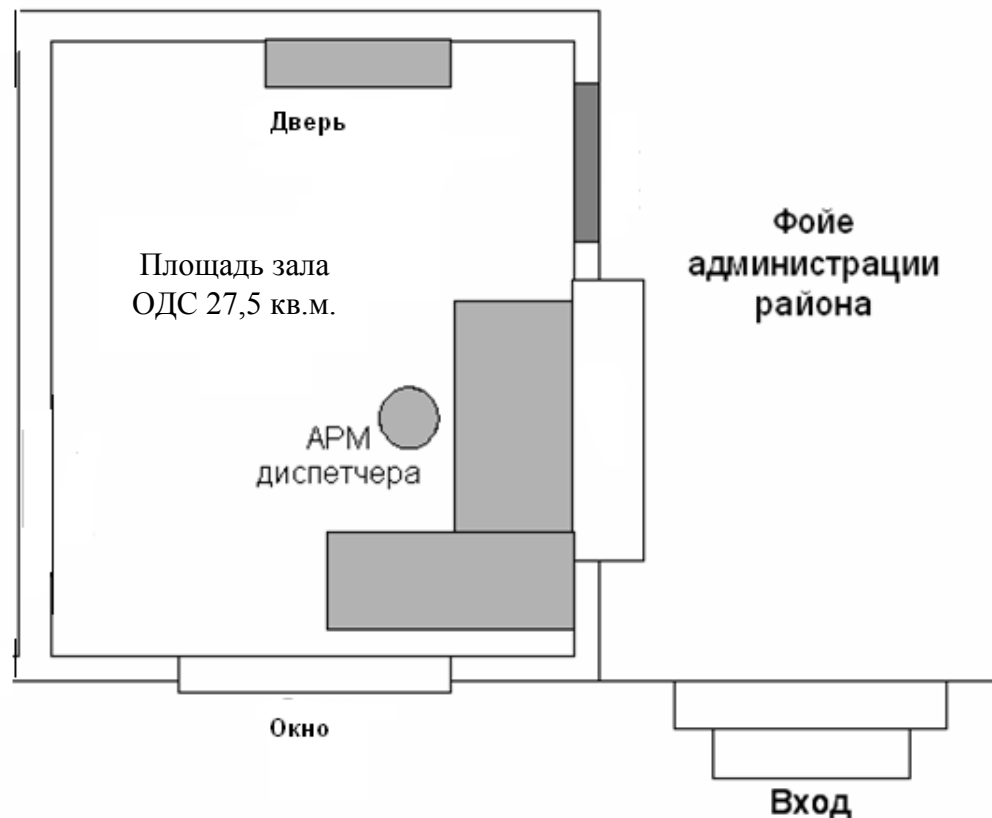 Дверь
Площадь зала
ОДС 27,5 кв.м.
Фойе
администрации
района
АРМ
диспетчера
Окно
Вход